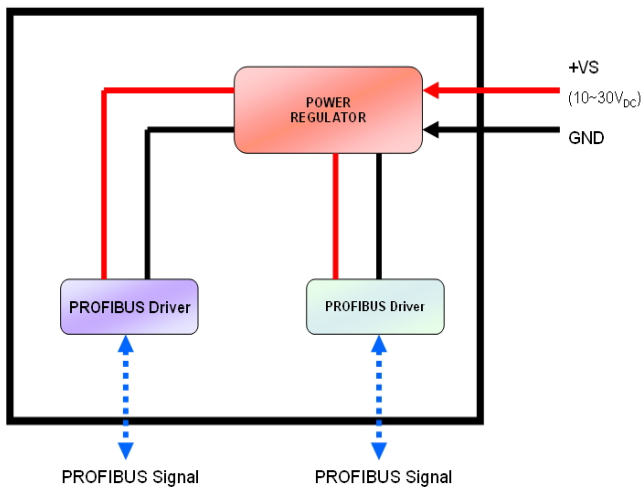 +VS
(10~30VDC)
GND
POWER
REGULATOR
PROFIBUS Driver
PROFIBUS Driver
PROFIBUS Signal
PROFIBUS Signal